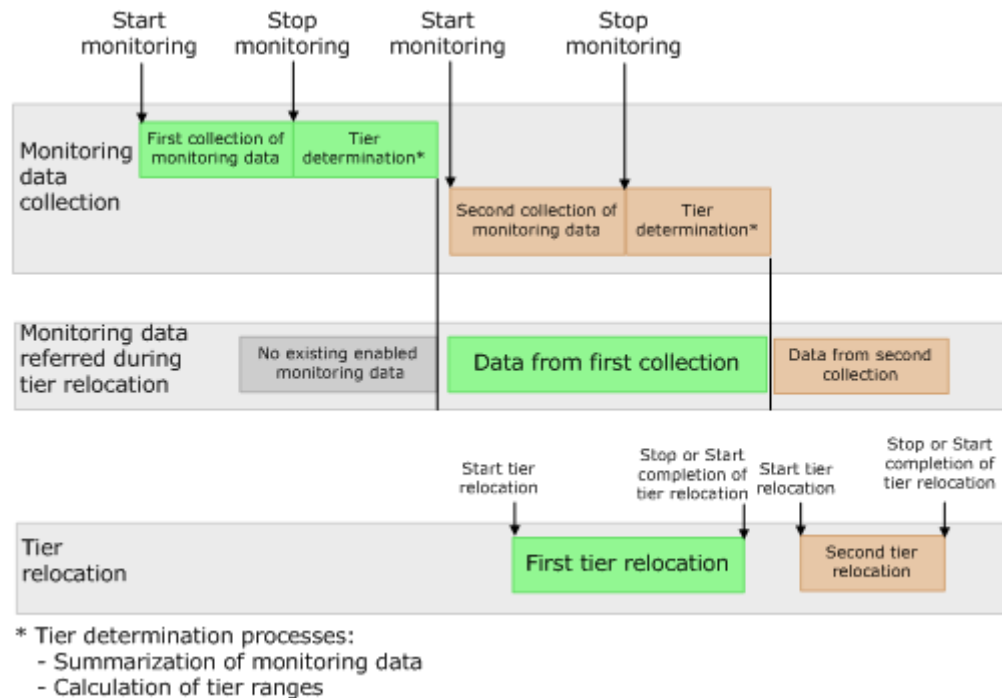 Start
monitoring
Stop
monitoring
Start
monitoring
Stop
monitoring
Monitoring
data
collection
First collection of
monitoring data
Tier
determination*
Second collection of
monitoring data
Tier
determination*
Monitoring data
referred during
tier relocation
No existing enabled
monitoring data
Data from first collection
Data from second
collection
Start tier
relocation
Stop or Start
completion of
tier relocation
Start tier
relocation
Stop or Start
completion of
tier relocation
Tier
relocation
First tier relocation
Second tier
relocation
* Tier determination processes:
- Summarization of monitoring data
- Calculation of tier ranges